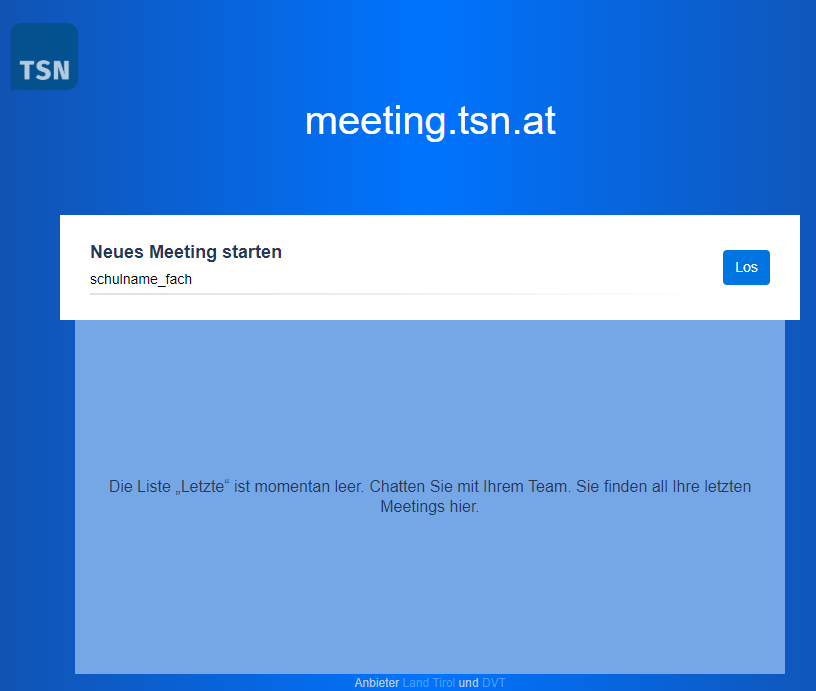 TSN
meeting.tsn.at
Neues Meeting starten
schulname_fach
Los
Die Liste „Letzte“ ist momentan leer. Chatten Sie mit Ihrem Team. Sie finden all Ihre letzten
Meetings hier.
Anbieter Land Tirol und DVT